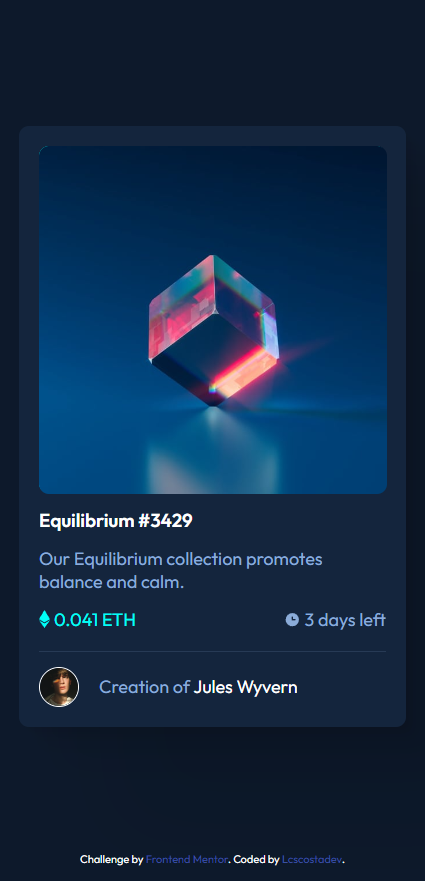 Equilibrium #3429
Our Equilibrium collection promotes
balance and calm.
0.041 ETH
3 days left
Creation of Jules Wyvern
Challenge by Frontend Mentor. Coded by Lcscostadev.